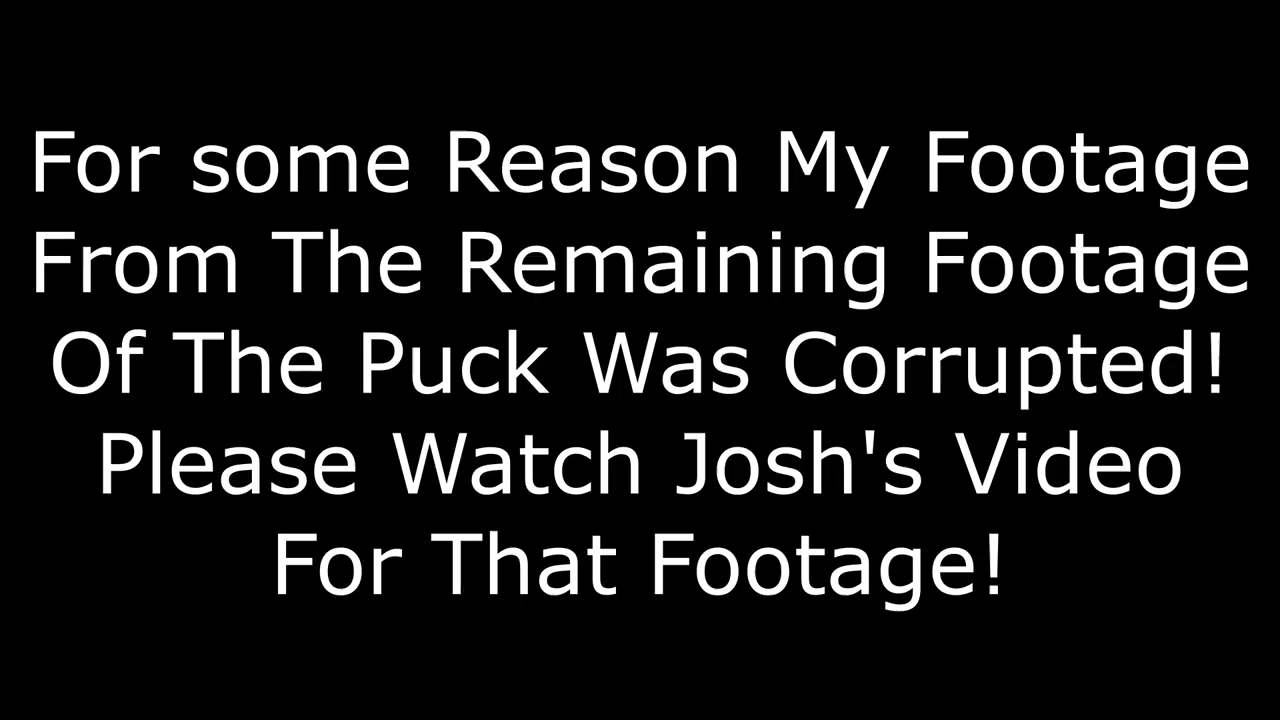 For some Reason My Footage
From The Remaining Footage
Of The Puck Was Corrupted!
Please Watch Josh's Video
For That Footage!